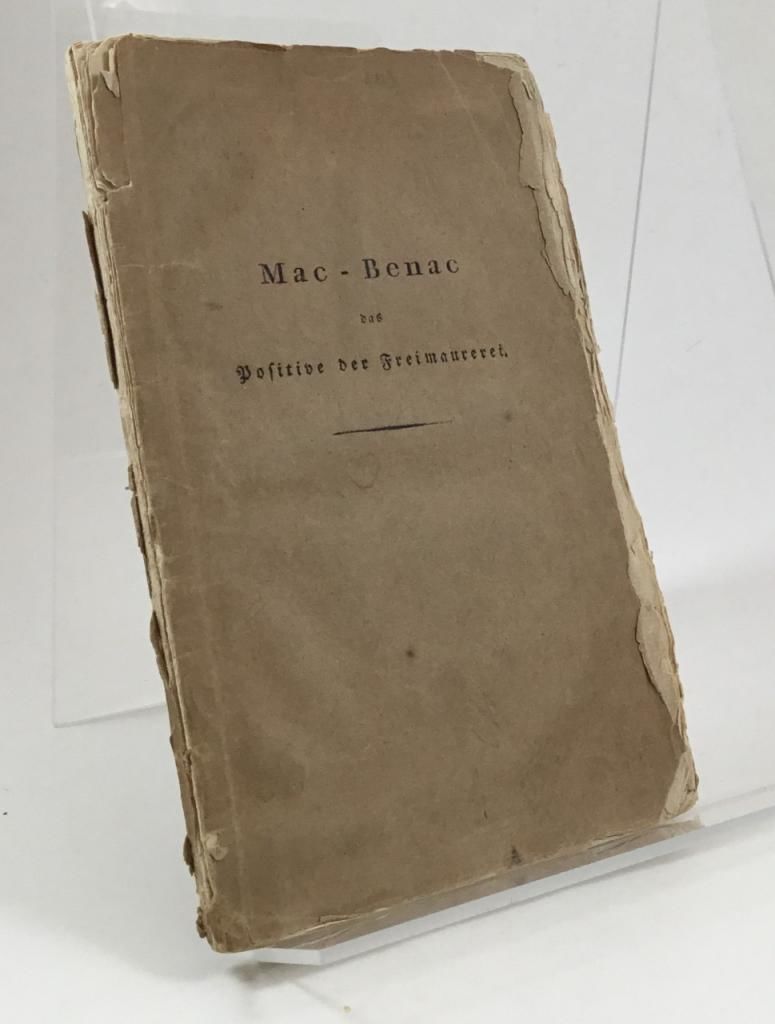 Mac - Benac
das
Positive der Freimaurerei.